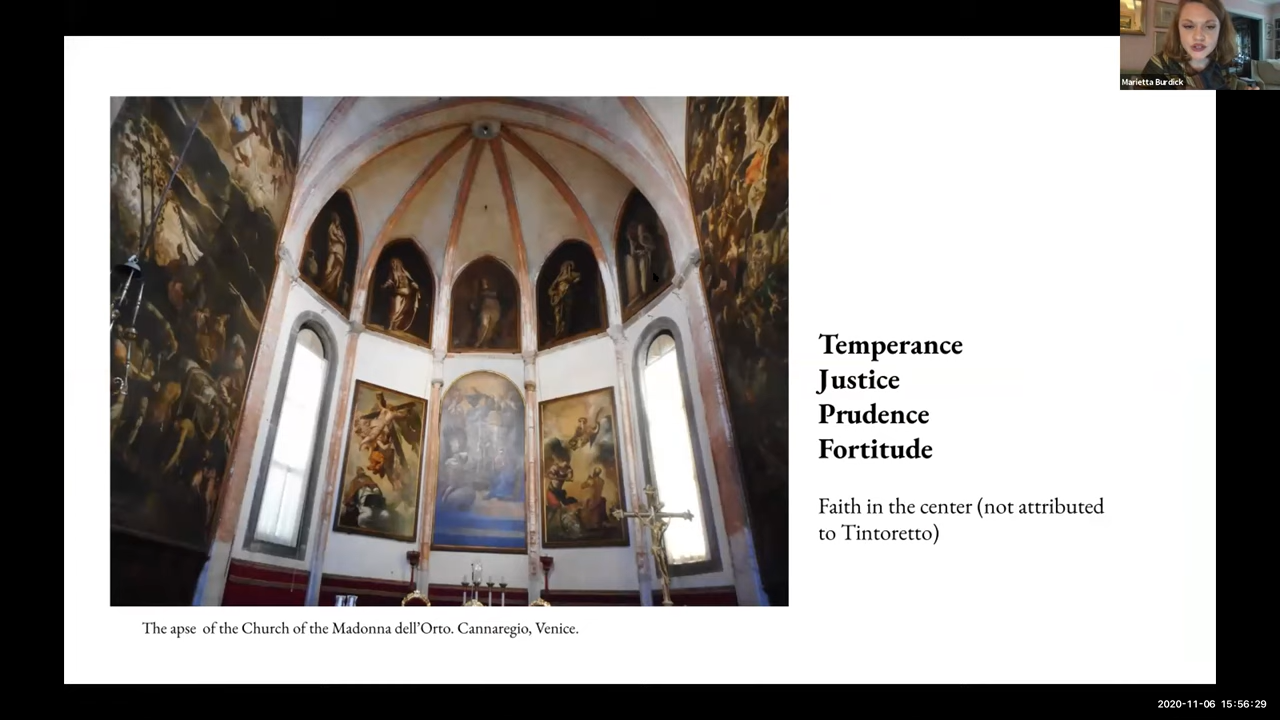 Marietta Burdick
Temperance
Justice
Prudence
Fortitude
Faith in the center (not attributed
to Tintoretto)
The apse of the Church of the Madonna dell’Orto. Cannaregio, Venice.
2020-11-06 15:56:29